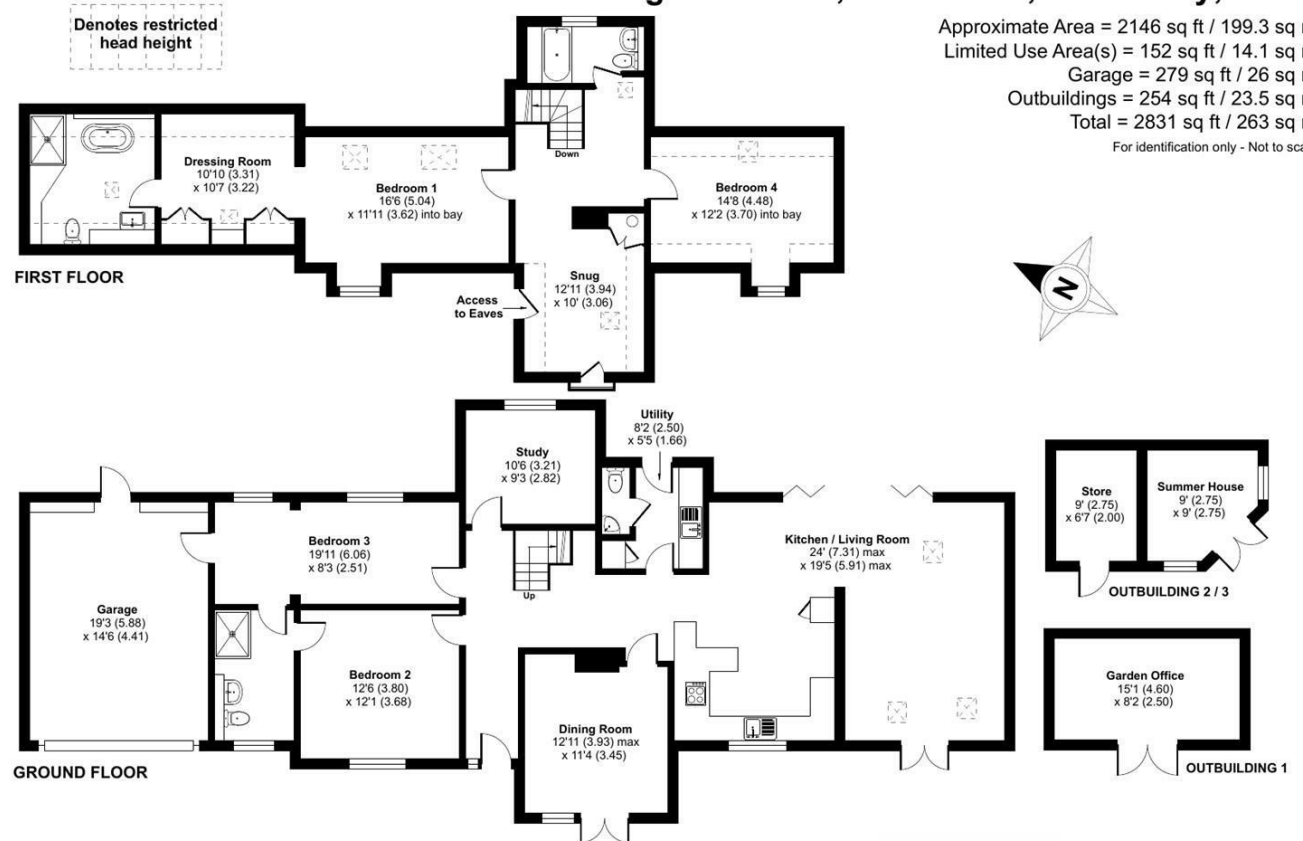 Denotes restricted
head height
Approximate Area = 2146 sq ft / 199.3 sq
Limited Use Area(s) = 152 sq ft / 14.1 sq
Garage = 279 sq ft / 26 sq
Outbuildings = 254 sq ft / 23.5 sq
Total = 2831 sq ft / 263 sq
For identification only - Not to
Dressing Room
10'10 (3.31)
x 10'7 (3.22)
Bedroom 1
16'6 (5.04)
x 11'11 (3.62) into bay
Down
Bedroom 4
14'8 (4.48)
x 12'2 (3.70) into bay
FIRST FLOOR
Snug
12'11 (3.94)
x 10' (3.06)
Access
to Eaves
N
Utility
8'2 (2.50)
x 5'5 (1.66)
Study
10'6 (3.21)
x 9'3 (2.82)
Store
9' (2.75)
x 6'7 (2.00)
Summer House
9' (2.75)
x 9' (2.75)
Bedroom 3
19'11 (6.06)
x 8'3 (2.51)
Kitchen / Living Room
24' (7.31) max
x 19'5 (5.91) max
OUTBUILDING 2 / 3
Up
Garage
19'3 (5.88)
x 14'6 (4.41)
Bedroom 2
12'6 (3.80)
x 12'1 (3.68)
Garden Office
15'1 (4.60)
x 8'2 (2.50)
Dining Room
12'11 (3.93) max
x 11'4 (3.45)
GROUND FLOOR
OUTBUILDING 1